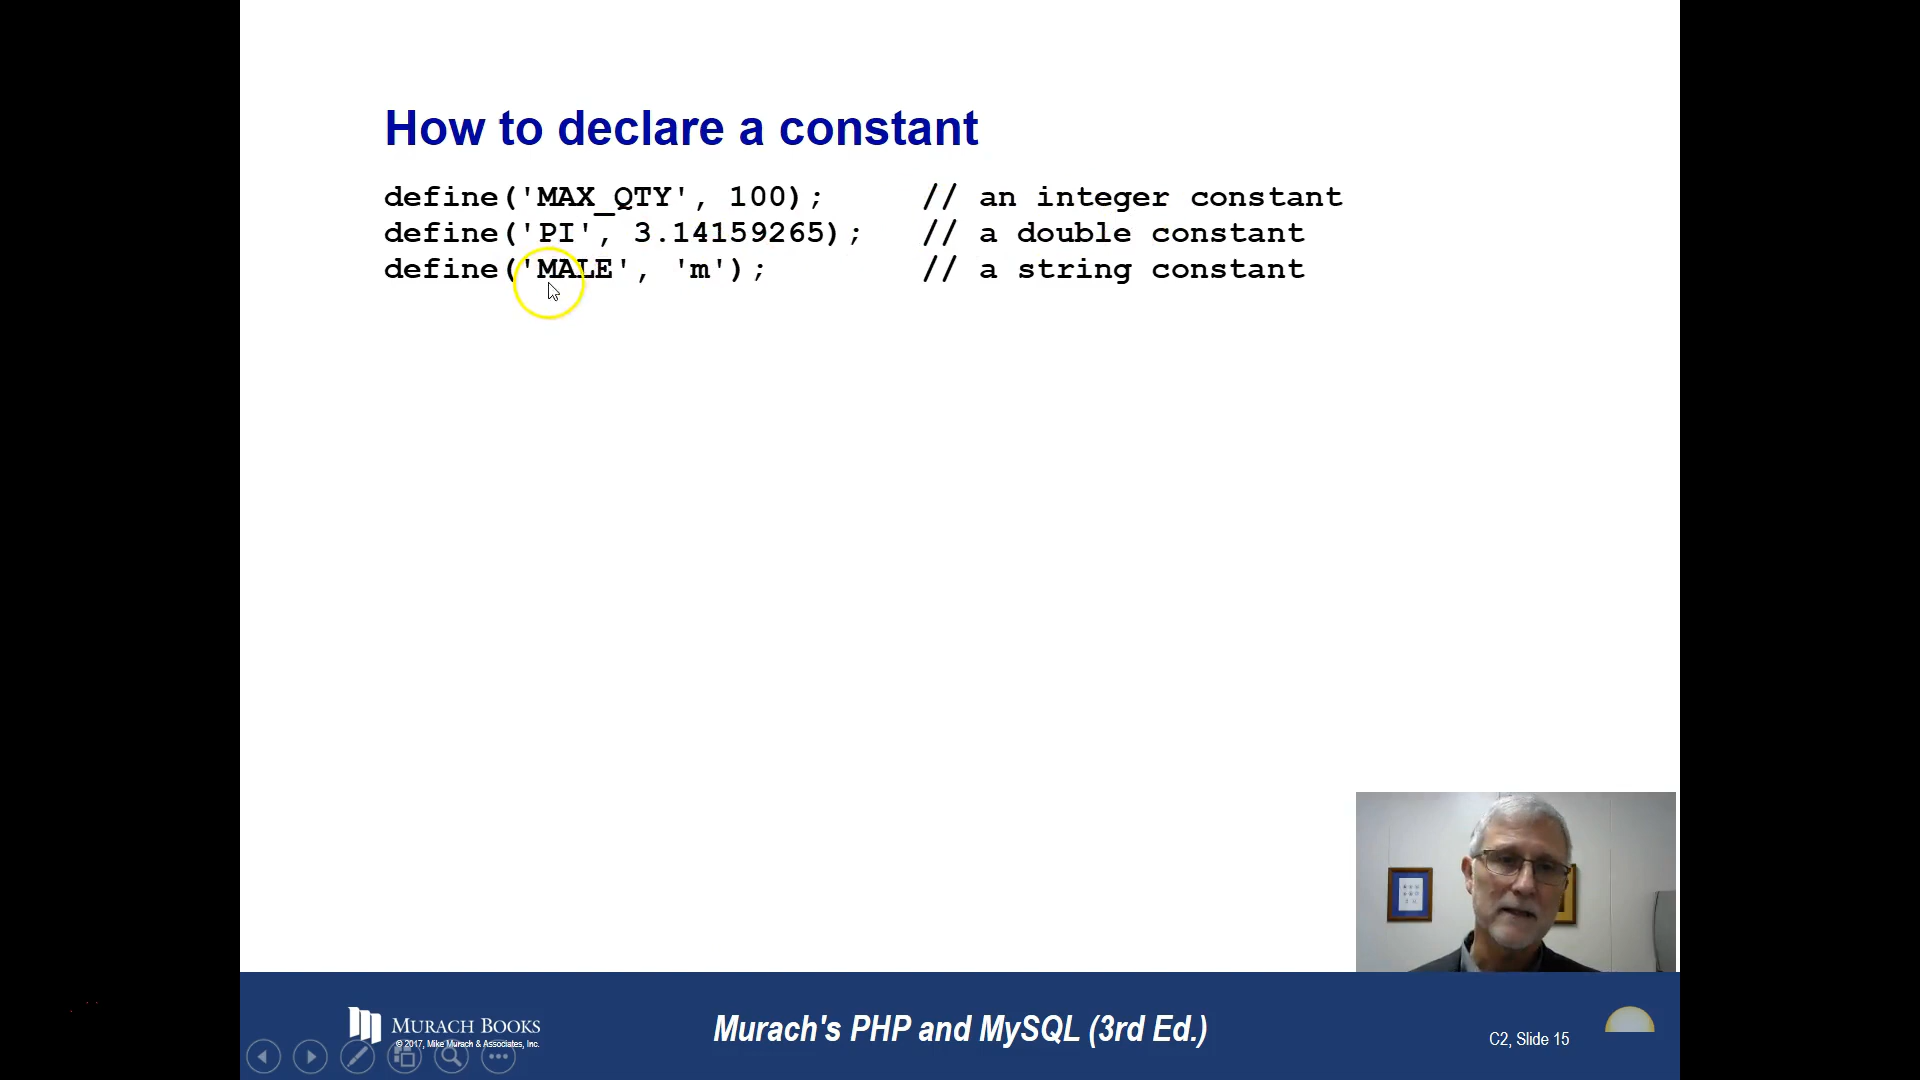 How to declare a constant
define('MAX_QTY', 100);     // an integer constant
define('PI', 3.14159265);   // a double constant
define('MALE', 'm');        // a string constant
MURACH BOOKS
© 2017, Mike Murach & Associates, Inc.
Murach's PHP and MySQL (3rd Ed.)
C2, Slide 15